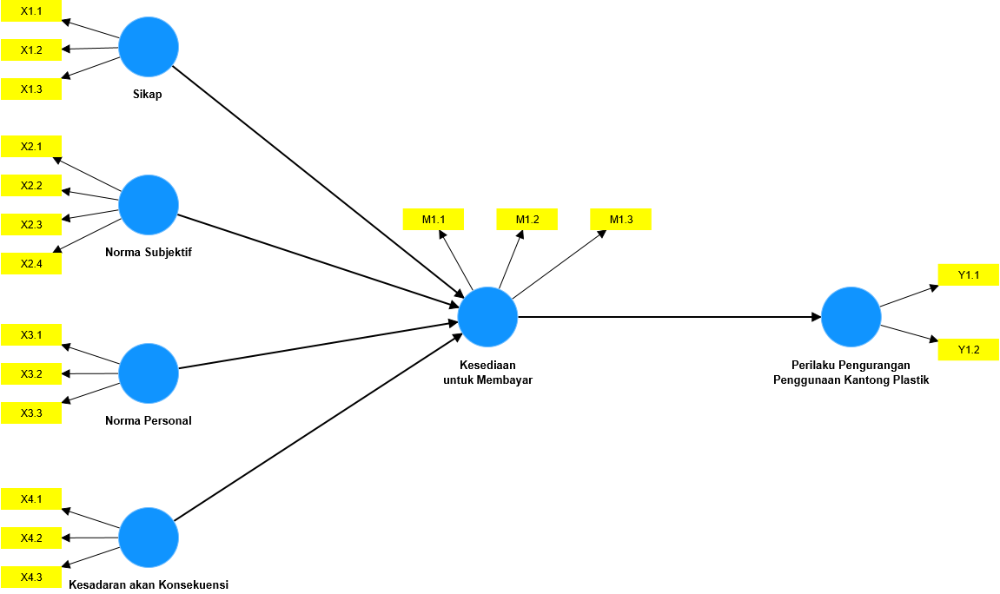 X1.1
X1.2
X1.3
Sikap
X2.1
X2.2
X2.3
X2.4
Norma Subjektif
M1.1
M1.2
M1.3
Kesediaan
untuk Membayar
Y1.1
Y1.2
Perilaku Pengurangan
Penggunaan Kantong Plastik
X3.1
X3.2
X3.3
Norma Personal
X4.1
X4.2
X4.3
Kesadaran akan Konsekuensi